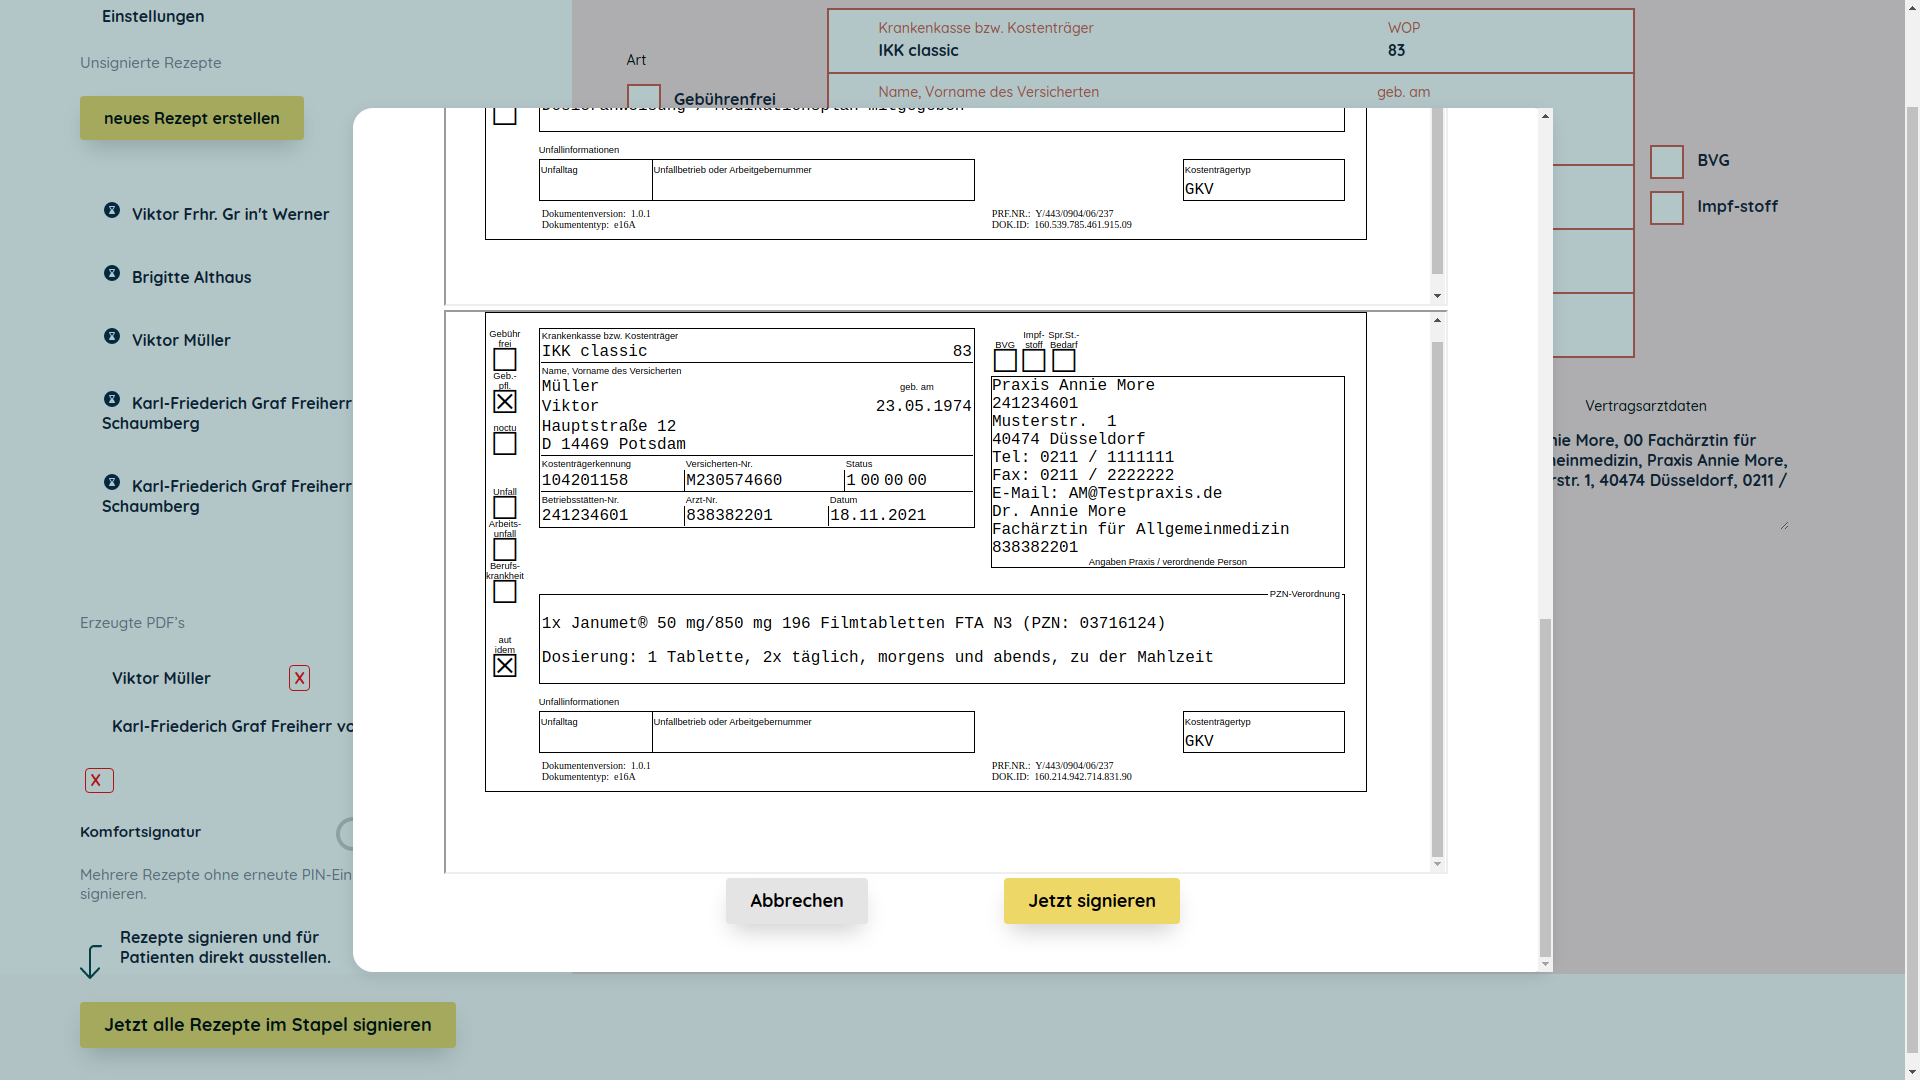 Einstellungen
Unsignierte Rezepte
neues Rezept erstellen
Viktor Frhr. Gr in't Werner
Brigitte Althaus
Viktor Müller
Karl-Friederich Graf Freiherr
Schaumberg
Karl-Friederich Graf Freiherr
Schaumberg
Erzeugte PDF's
Viktor Müller X
Karl-Friederich Graf Freiherr
X
Komfortsignatur
Mehrere Rezepte ohne erneute
signieren.
Rezepte signieren und für
Patienten direkt ausstellen.
Jetzt alle Rezepte im Stapel signieren
Art
Gebührenfrei
Krankenkasse bzw. Kostenträger WOP
IKK classic 83
Name, Vorname des Versicherten geb. am
BVG
Impf-stoff
Vertragsarztdaten
More, 00 Fachärztin für
Praxis Annie More,
1, 40474 Düsseldorf, 0211 /
Dosieranweisung / Medikationsplan mitgegeben
Unfallinformationen
Unfalltag Unfallbetrieb oder Arbeitgebernummer Kostenträgertyp
GKV
Dokumentenversion: 1.0.1 PRF.NR.: Y/443/0904/06/237
Dokumententyp: e16A DOK.ID: 160.539.785.461.915.09
Gebühr
frei
Geb.-
pfl.
noctu
Unfall
Arbeits-
unfall
Berufs-
krankheit
aut
idem
Krankenkasse bzw. Kostenträger
IKK classic 83
Name, Vorname des Versicherten
Müller geb. am
Viktor 23.05.1974
Hauptstraße 12
D 14469 Potsdam
Kostenträgerkennung Versicherten-Nr. Status
104201158 M230574660 1 00 00 00
Betriebsstätten-Nr. Arzt-Nr. Datum
241234601 838382201 18.11.2021
BVG Impf-stoff Spr.St.-Bedarf
Praxis Annie More
241234601
Musterstr. 1
40474 Düsseldorf
Tel: 0211 / 1111111
Fax: 0211 / 2222222
E-Mail: AM@Testpraxis.de
Dr. Annie More
Fachärztin für Allgemeinmedizin
838382201
Angaben Praxis / verordnende Person
PZN-Verordnung
1x Janumet® 50 mg/850 mg 196 Filmtabletten FTA N3 (PZN: 03716124)
Dosierung: 1 Tablette, 2x täglich, morgens und abends, zu der Mahlzeit
Unfallinformationen
Unfalltag Unfallbetrieb oder Arbeitgebernummer Kostenträgertyp
GKV
Dokumentenversion: 1.0.1 PRF.NR.: Y/443/0904/06/237
Dokumententyp: e16A DOK.ID: 160.214.942.714.831.90
Abbrechen Jetzt signieren